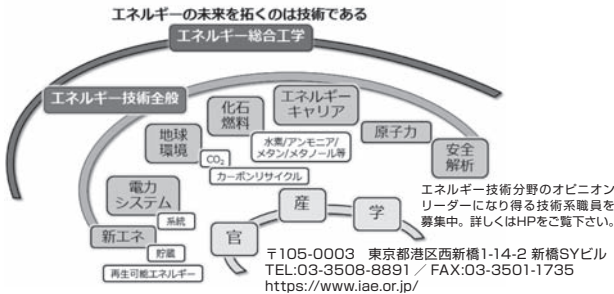 エネルギーの未来を拓くのは技術である
エネルギー総合工学
エネルギー技術全般
エネルギー
キャリア
化石
燃料
水素/アンモニア/
メタン/メタノール等
原子力
安全
解析
地球
環境
CO₂
カーボンリサイクル
電力
システム
系統
新エネ
貯蔵
再生可能エネルギー
官
産
学
エネルギー技術分野のオピニオン
リーダーになり得る技術系職員を
募集中。詳しくはHPをご覧下さい。
〒105-0003 東京都港区西新橋1-14-2 新橋SYビル
TEL:03-3508-8891 / FAX:03-3501-1735
https://www.iae.or.jp/